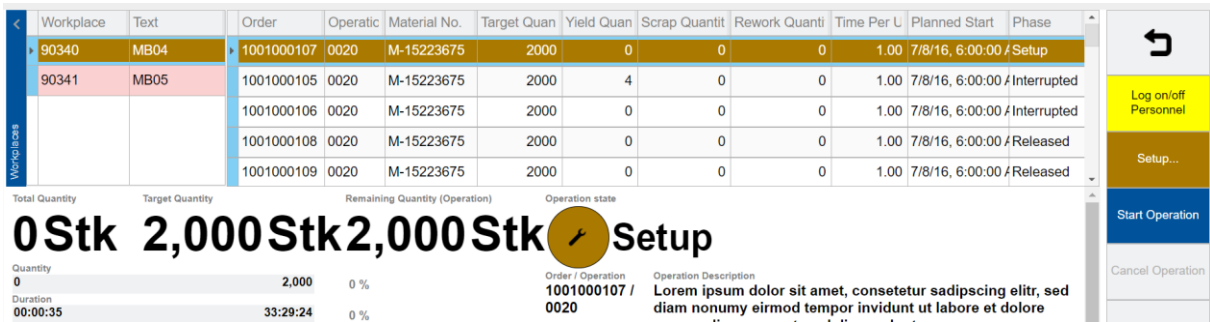 Workplace Text Order Operatic Material No. Target Quan Yield Quan Scrap Quantit Rework Quanti Time Per U Planned Start Phase
90340 MB04 1001000107 0020 M-15223675 2000 0 0 0 1.00 7/8/16, 6:00:00 A Setup
90341 MB05 1001000105 0020 M-15223675 2000 4 0 0 1.00 7/8/16, 6:00:00 A Interrupted
1001000106 0020 M-15223675 2000 0 0 0 1.00 7/8/16, 6:00:00 A Interrupted
1001000108 0020 M-15223675 2000 0 0 0 1.00 7/8/16, 6:00:00 A Released
1001000109 0020 M-15223675 2000 0 0 0 1.00 7/8/16, 6:00:00 A Released
Workplaces
Log on/off
Personnel
Setup...
Start Operation
Cancel Operation
Total Quantity Target Quantity Remaining Quantity (Operation) Operation state
0 Stk 2,000 Stk 2,000 Stk Setup
Quantity
0 2,000 0 %
Duration
00:00:35 33:29:24 0 %
Order / Operation
1001000107 /
0020
Operation Description
Lorem ipsum dolor sit amet, consetetur sadipscing elitr, sed
diam nonumy eirmod tempor invidunt ut labore et dolore